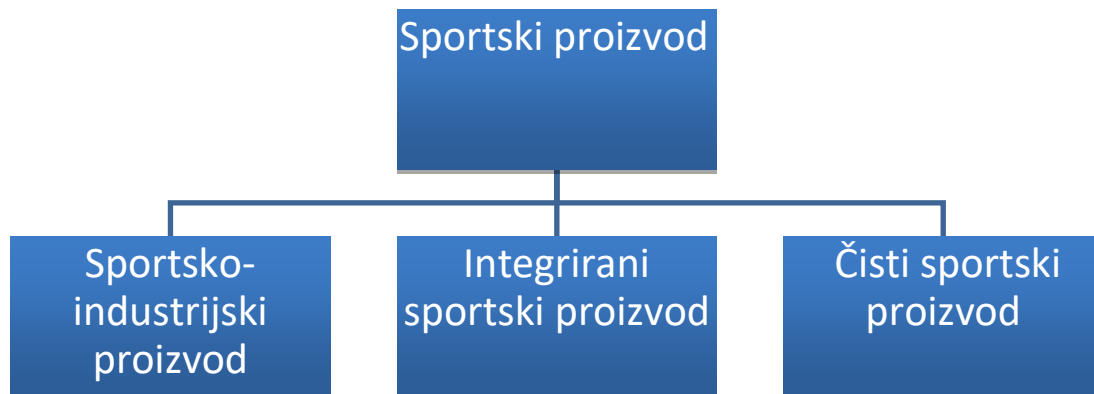 Sportski proizvod
Sportsko-
industrijski
proizvod
Integrirani
sportski proizvod
Čisti sportski
proizvod